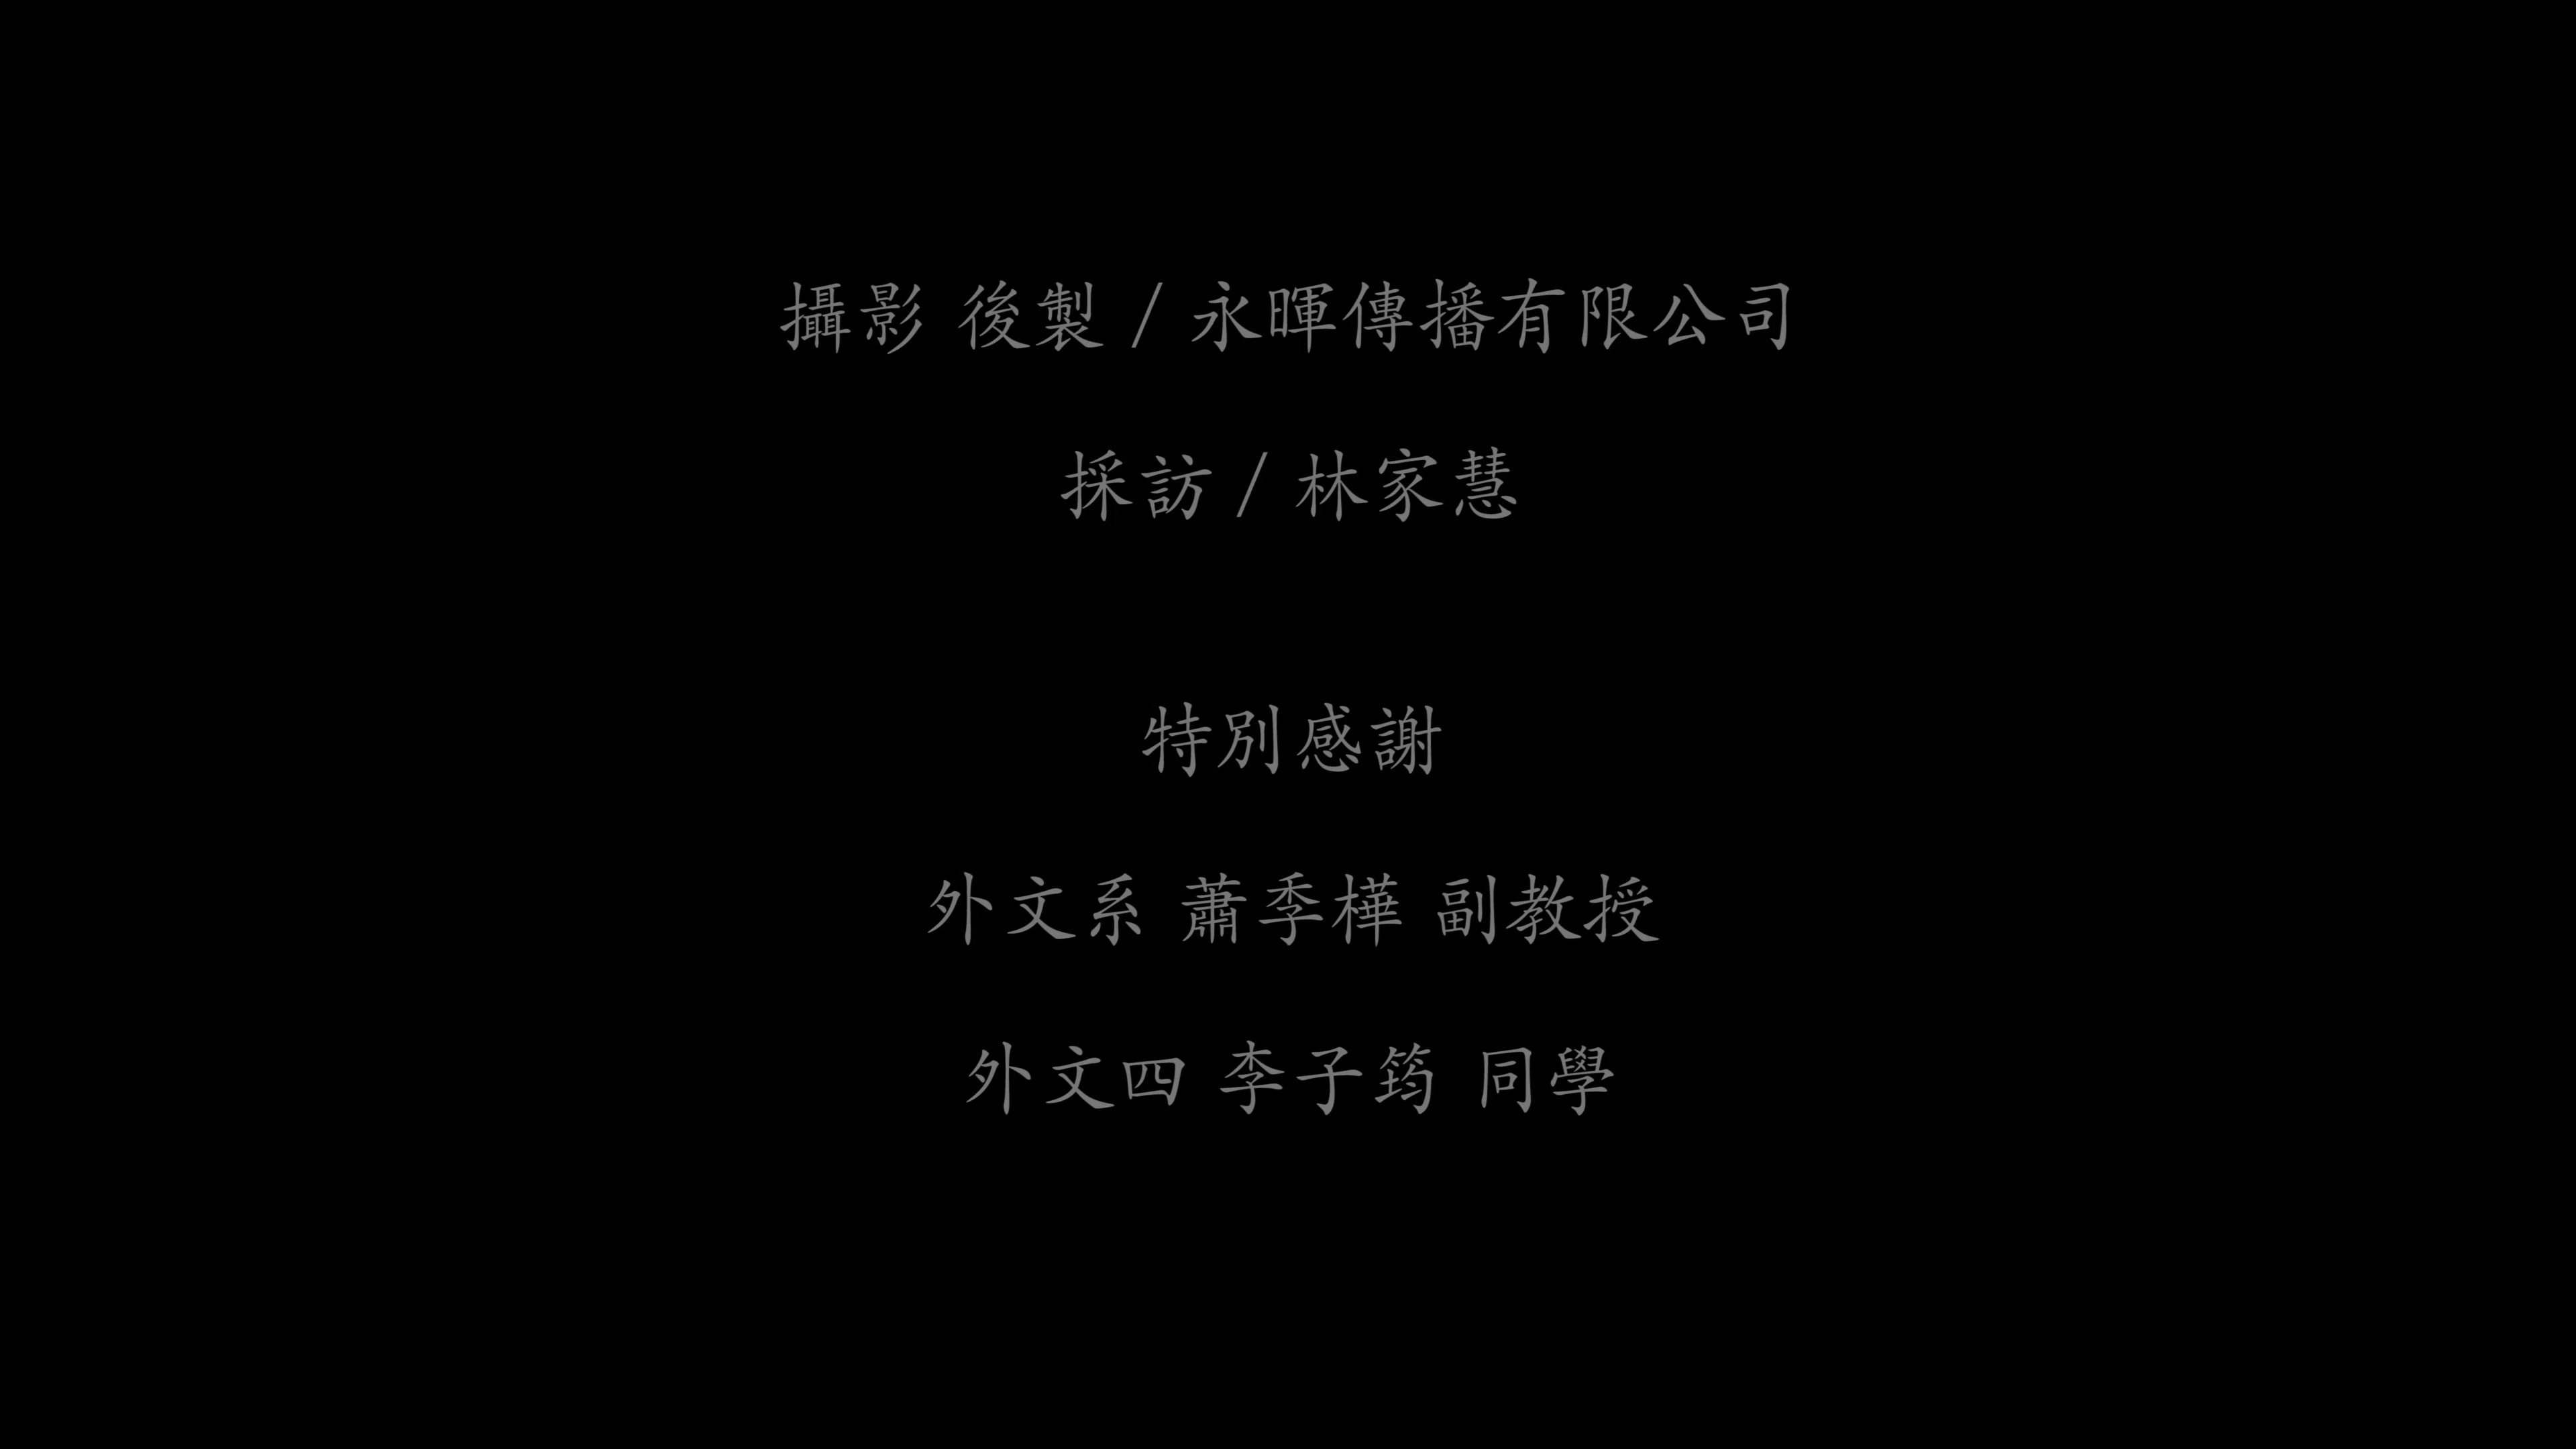 攝影 後製 / 永暉傳播有限公司
採訪 / 林家慧
特別感謝
外文系 蕭季樺 副教授
外文四 李子筠 同學